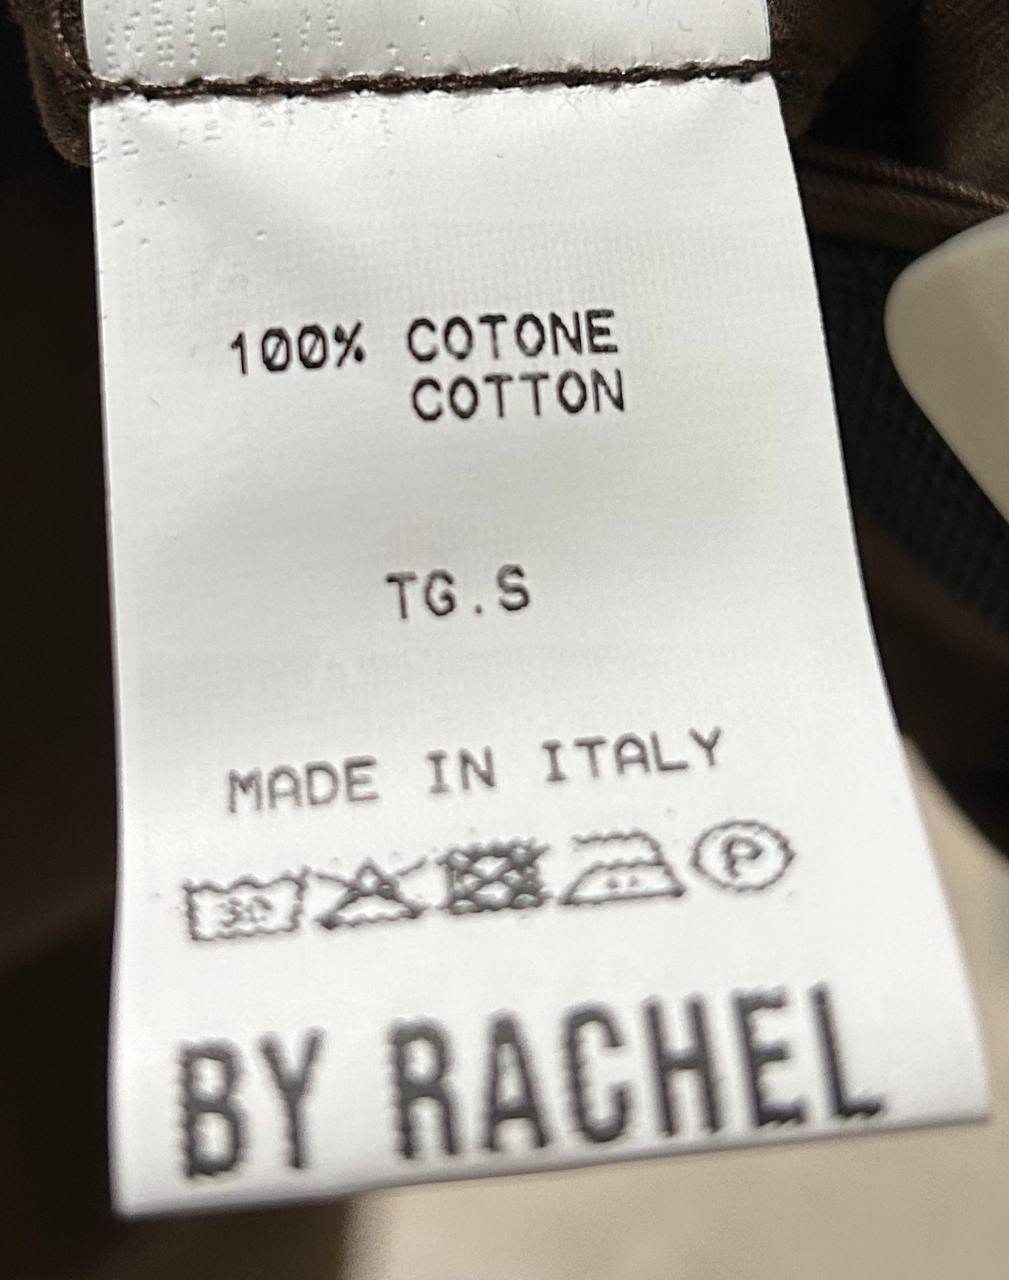 100% COTONE
COTTON
TG.S
MADE IN ITALY
30
P
BY RACHEL